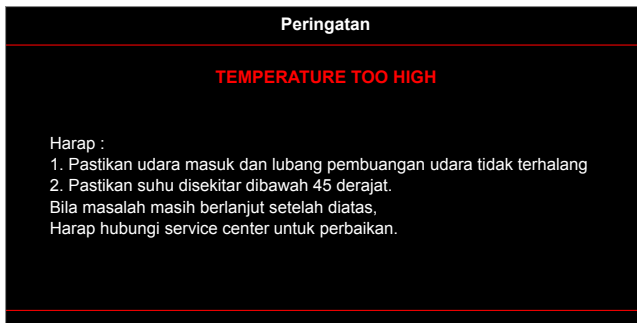 Peringatan
TEMPERATURE TOO HIGH
Harap :
1. Pastikan udara masuk dan lubang pembuangan udara tidak terhalang
2. Pastikan suhu disekitar dibawah 45 derajat.
Bila masalah masih berlanjut setelah diatas,
Harap hubungi service center untuk perbaikan.